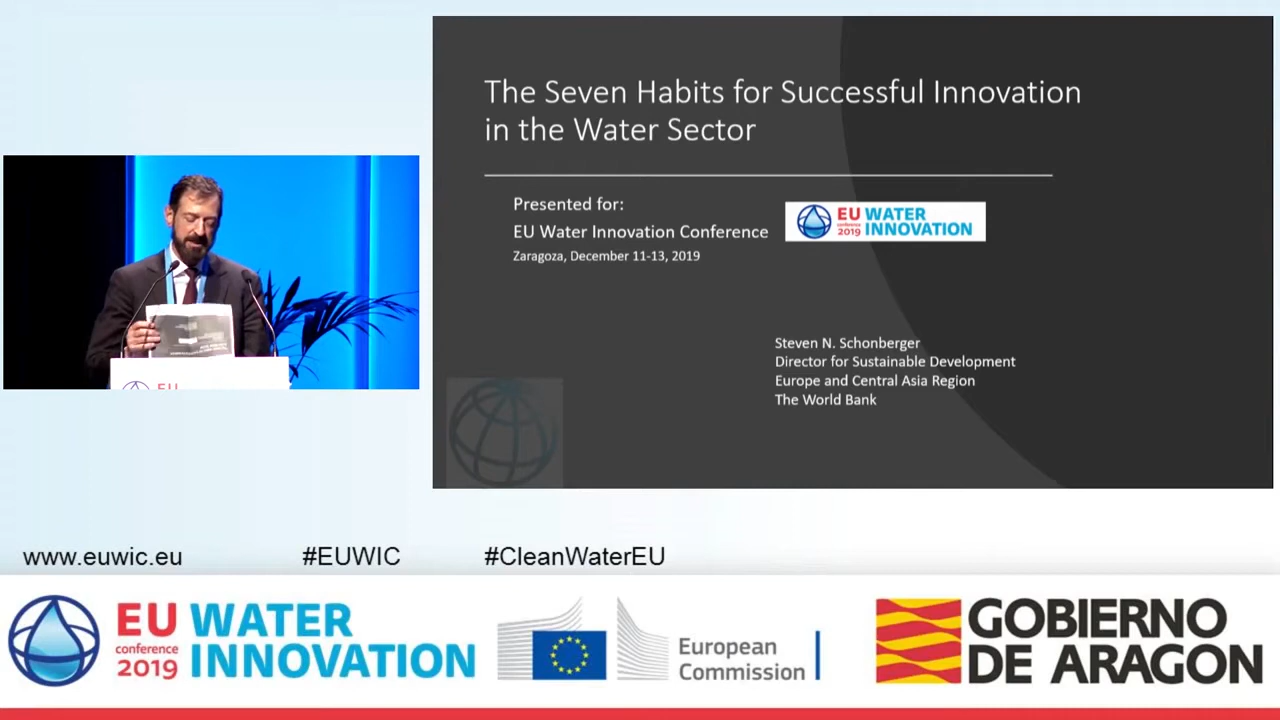 The Seven Habits for Successful Innovation
in the Water Sector
Presented for:
EU Water Innovation Conference
EU WATER
conference
2019 INNOVATION
Zaragoza, December 11-13, 2019
Steven N. Schonberger
Director for Sustainable Development
Europe and Central Asia Region
The World Bank
EU
www.euwic.eu
#EUWIC
#CleanWaterEU
EU WATER
conference
2019 INNOVATION
European
Commission
GOBIERNO
DE ARAGON